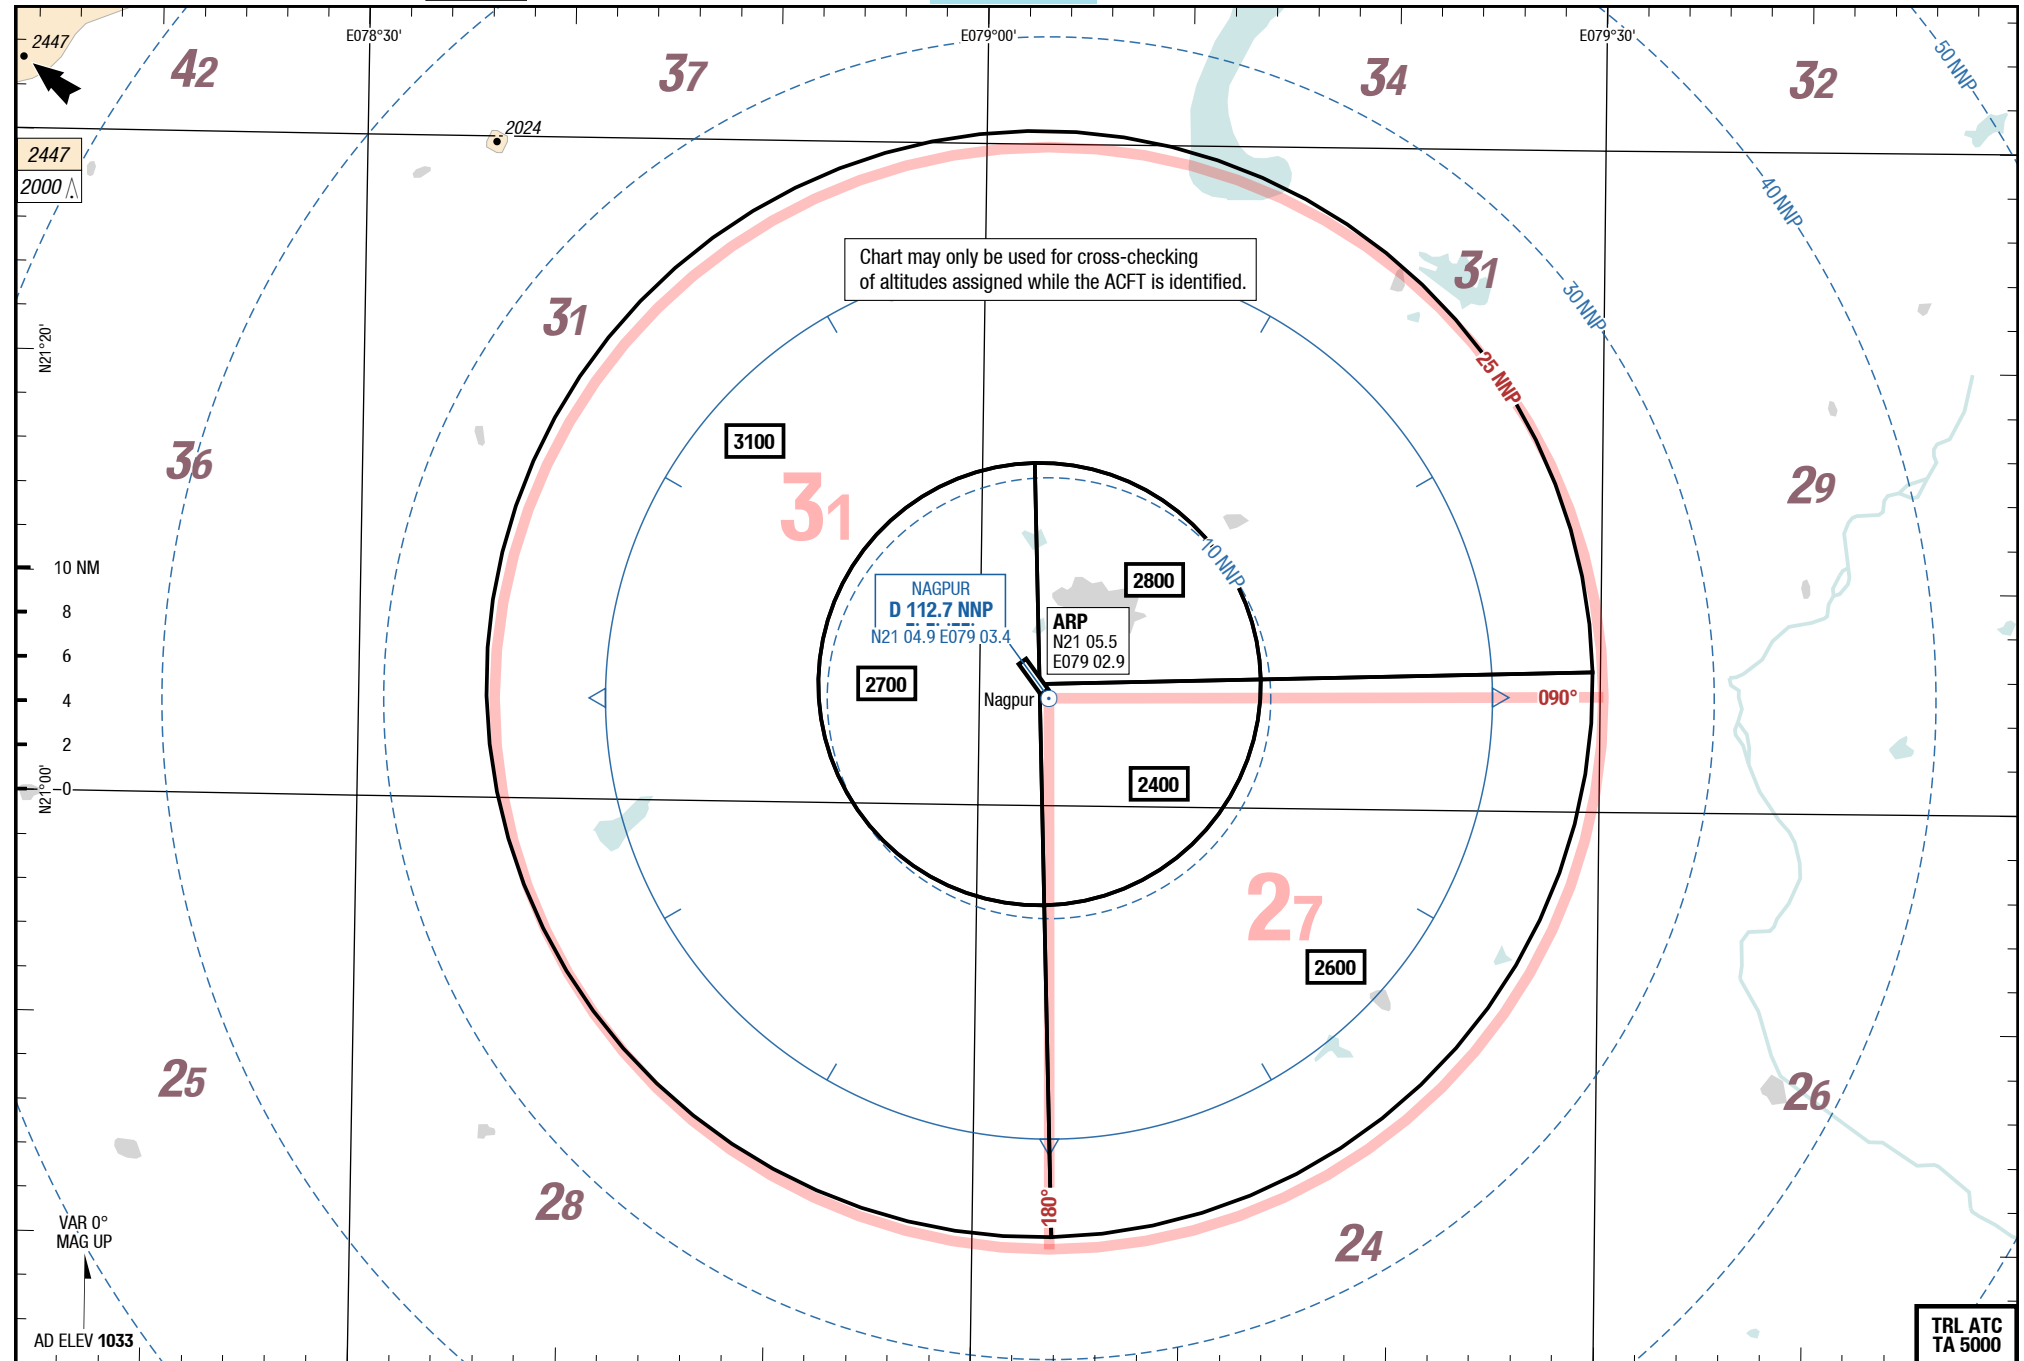 E078°30'
E079°00'
E079°30'
2447
42
37
34
32
50 NNP
2024
2447
2000
40 NNP
Chart may only be used for cross-checking
of altitudes assigned while the ACFT is identified.
31
31
30 NNP
N21°20'
25 NNP
3100
36
31
29
10 NNP
10 NM
8
6
4
2
0
2800
NAGPUR
D 112.7 NNP
N21 04.9 E079 03.4
ARP
N21 05.5
E079 02.9
2700
Nagpur
090°
N21°00'
2400
27
2600
25
26
28
180°
24
VAR 0°
MAG UP
AD ELEV 1033
TRL ATC
TA 5000